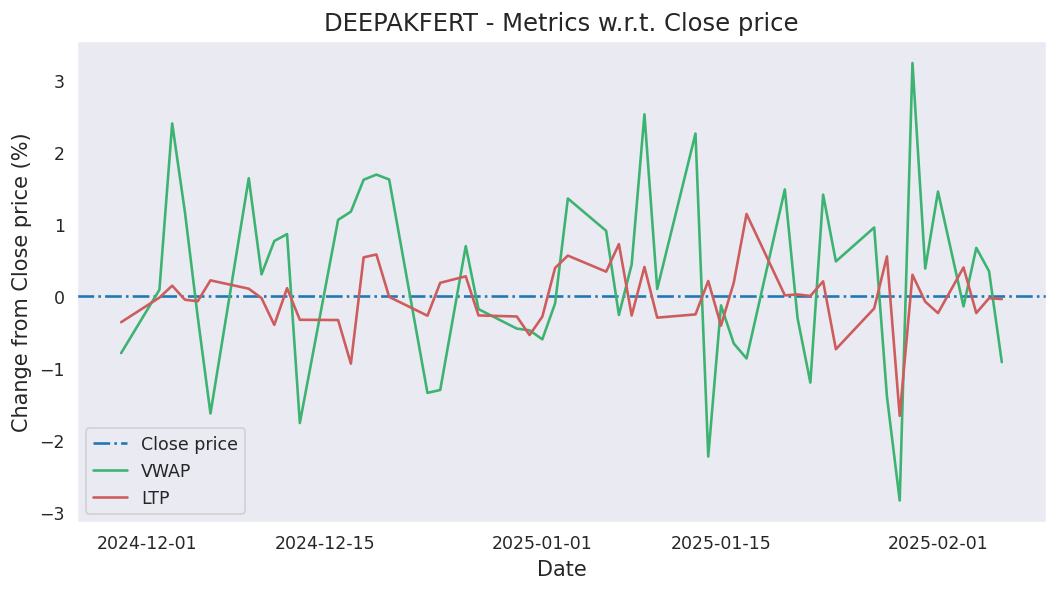 DEEPAKFERT - Metrics w.r.t. Close price
Change from Close price (%)
3
2
1
0
−1
−2
−3
Close price
VWAP
LTP
2024-12-01 2024-12-15 2025-01-01 2025-01-15 2025-02-01
Date